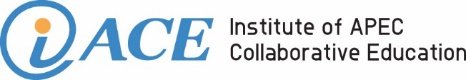 iACE
Institute of APEC
Collaborative Education